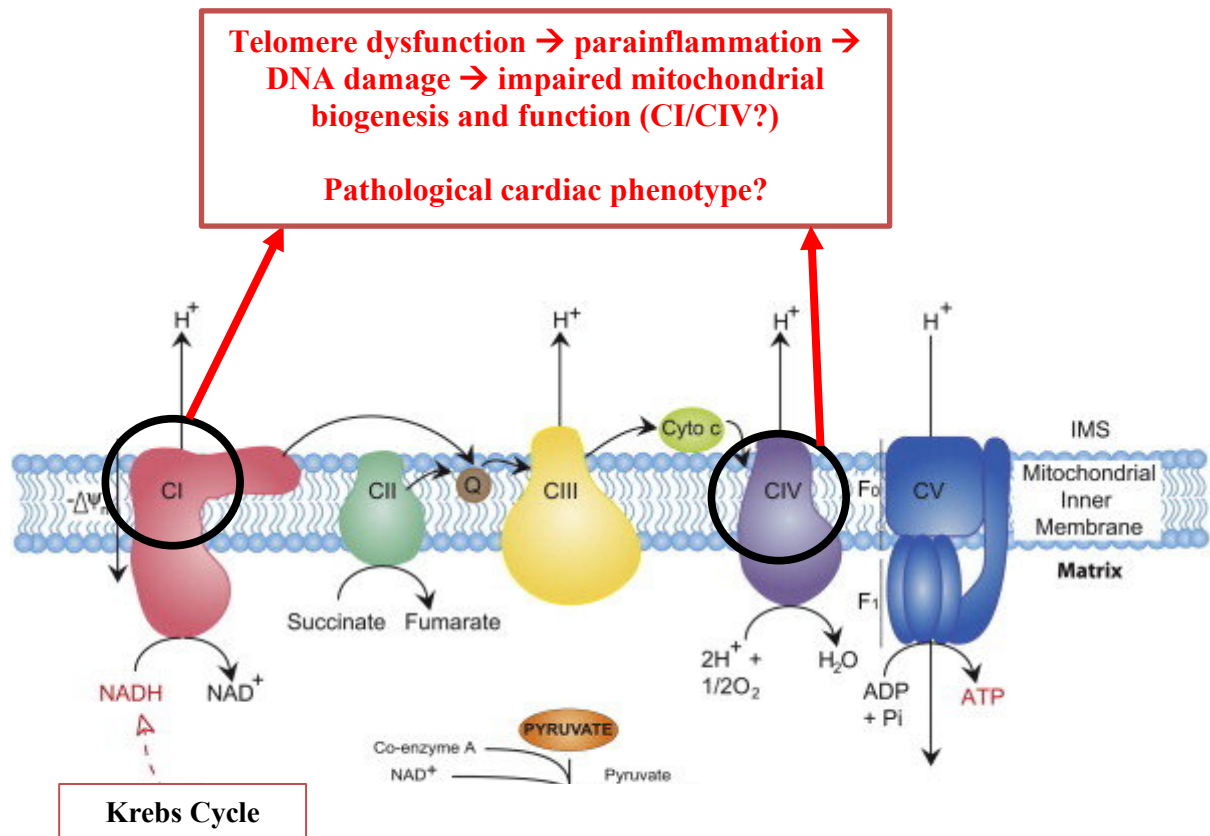 Telomere dysfunction → parainflammation →
DNA damage → impaired mitochondrial
biogenesis and function (CI/CIV?)
Pathological cardiac phenotype?
H+
H+
H+
H+
Cyto c
IMS
CI
CII
Q
CIII
CIV
F0
CV
Mitochondrial
Inner
Membrane
-ΔΨm
Matrix
F1
Succinate
Fumarate
2H+ +
1/2O2
H2O
NADH
NAD+
ADP
+ Pi
ATP
PYRUVATE
Co-enzyme A
NAD+
Pyruvate
Krebs Cycle